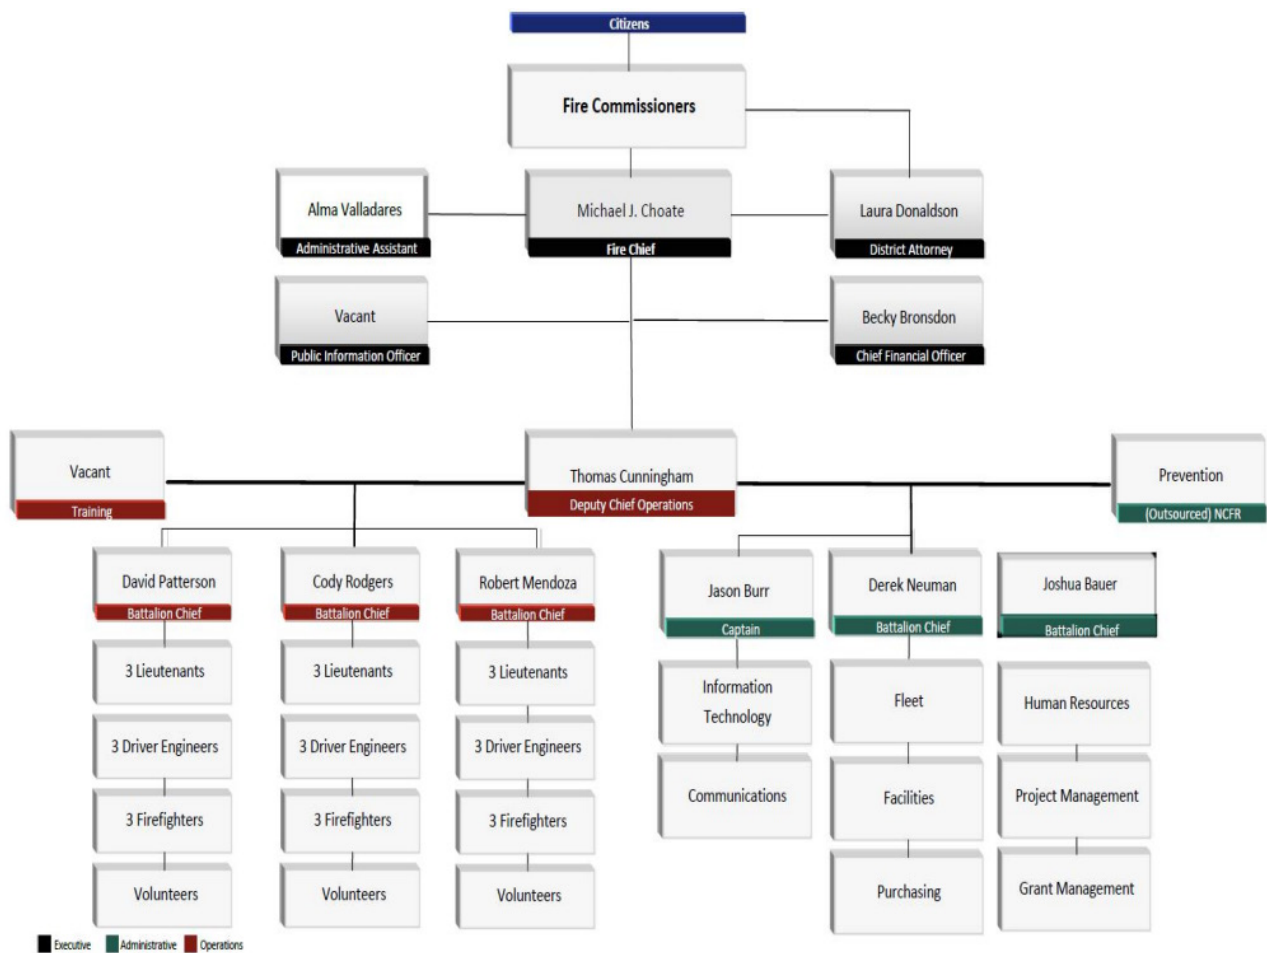 Citizens
Fire Commissioners
Alma Valladares
Administrative Assistant
Michael J. Choate
Fire Chief
Laura Donaldson
District Attorney
Vacant
Public Information Officer
Becky Bronsdon
Chief Financial Officer
Vacant
Training
Thomas Cunningham
Deputy Chief Operations
Prevention
(Outsourced) NCFR
David Patterson
Battalion Chief
Cody Rodgers
Battalion Chief
Robert Mendoza
Battalion Chief
Jason Burr
Captain
Derek Neuman
Battalion Chief
Joshua Bauer
Battalion Chief
3 Lieutenants
3 Driver Engineers
3 Firefighters
Volunteers
3 Lieutenants
3 Driver Engineers
3 Firefighters
Volunteers
3 Lieutenants
3 Driver Engineers
3 Firefighters
Volunteers
Information
Technology
Communications
Fleet
Facilities
Purchasing
Human Resources
Project Management
Grant Management
Executive
Administrative
Operations